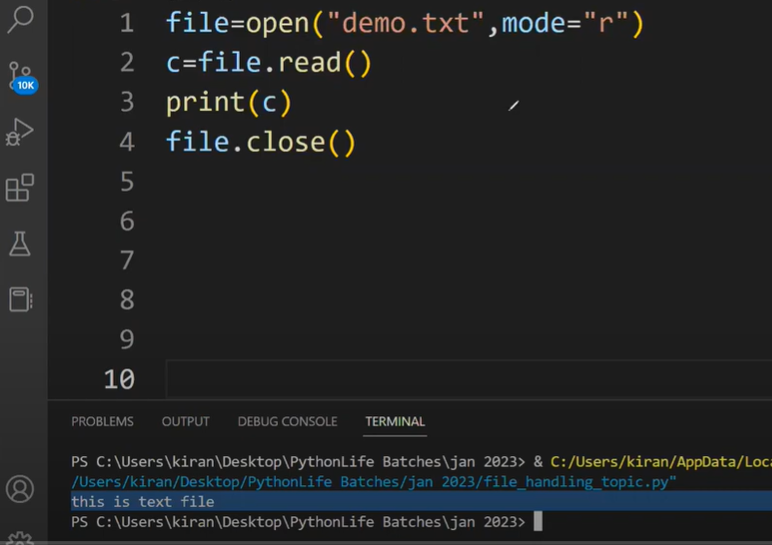 1 file=open("demo.txt",mode="r")
2 c=file.read()
3 print(c)
4 file.close()
5
6
7
8
9
10
10K
PROBLEMS OUTPUT DEBUG CONSOLE TERMINAL
PS C:\Users\kiran\Desktop\PythonLife Batches\jan 2023> & C:/Users/kiran/AppData/Loca
/Users/kiran/Desktop/PythonLife Batches/jan 2023/file_handling_topic.py"
this is text file
PS C:\Users\kiran\Desktop\PythonLife Batches\jan 2023>